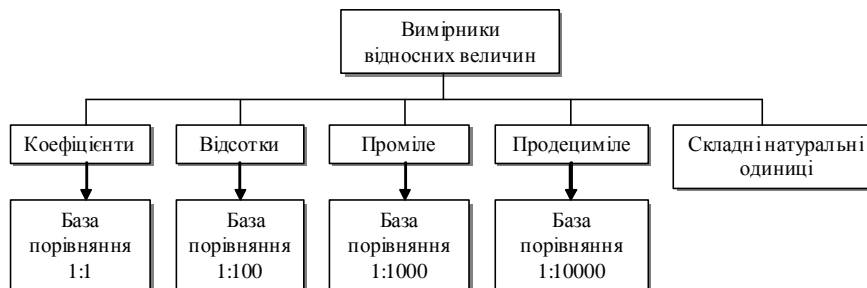 Вимірники
відносних величин
Коефіцієнти
Відсотки
Проміле
Продециміле
Складні натуральні
одиниці
База
порівняння
1:1
База
порівняння
1:100
База
порівняння
1:1000
База
порівняння
1:10000